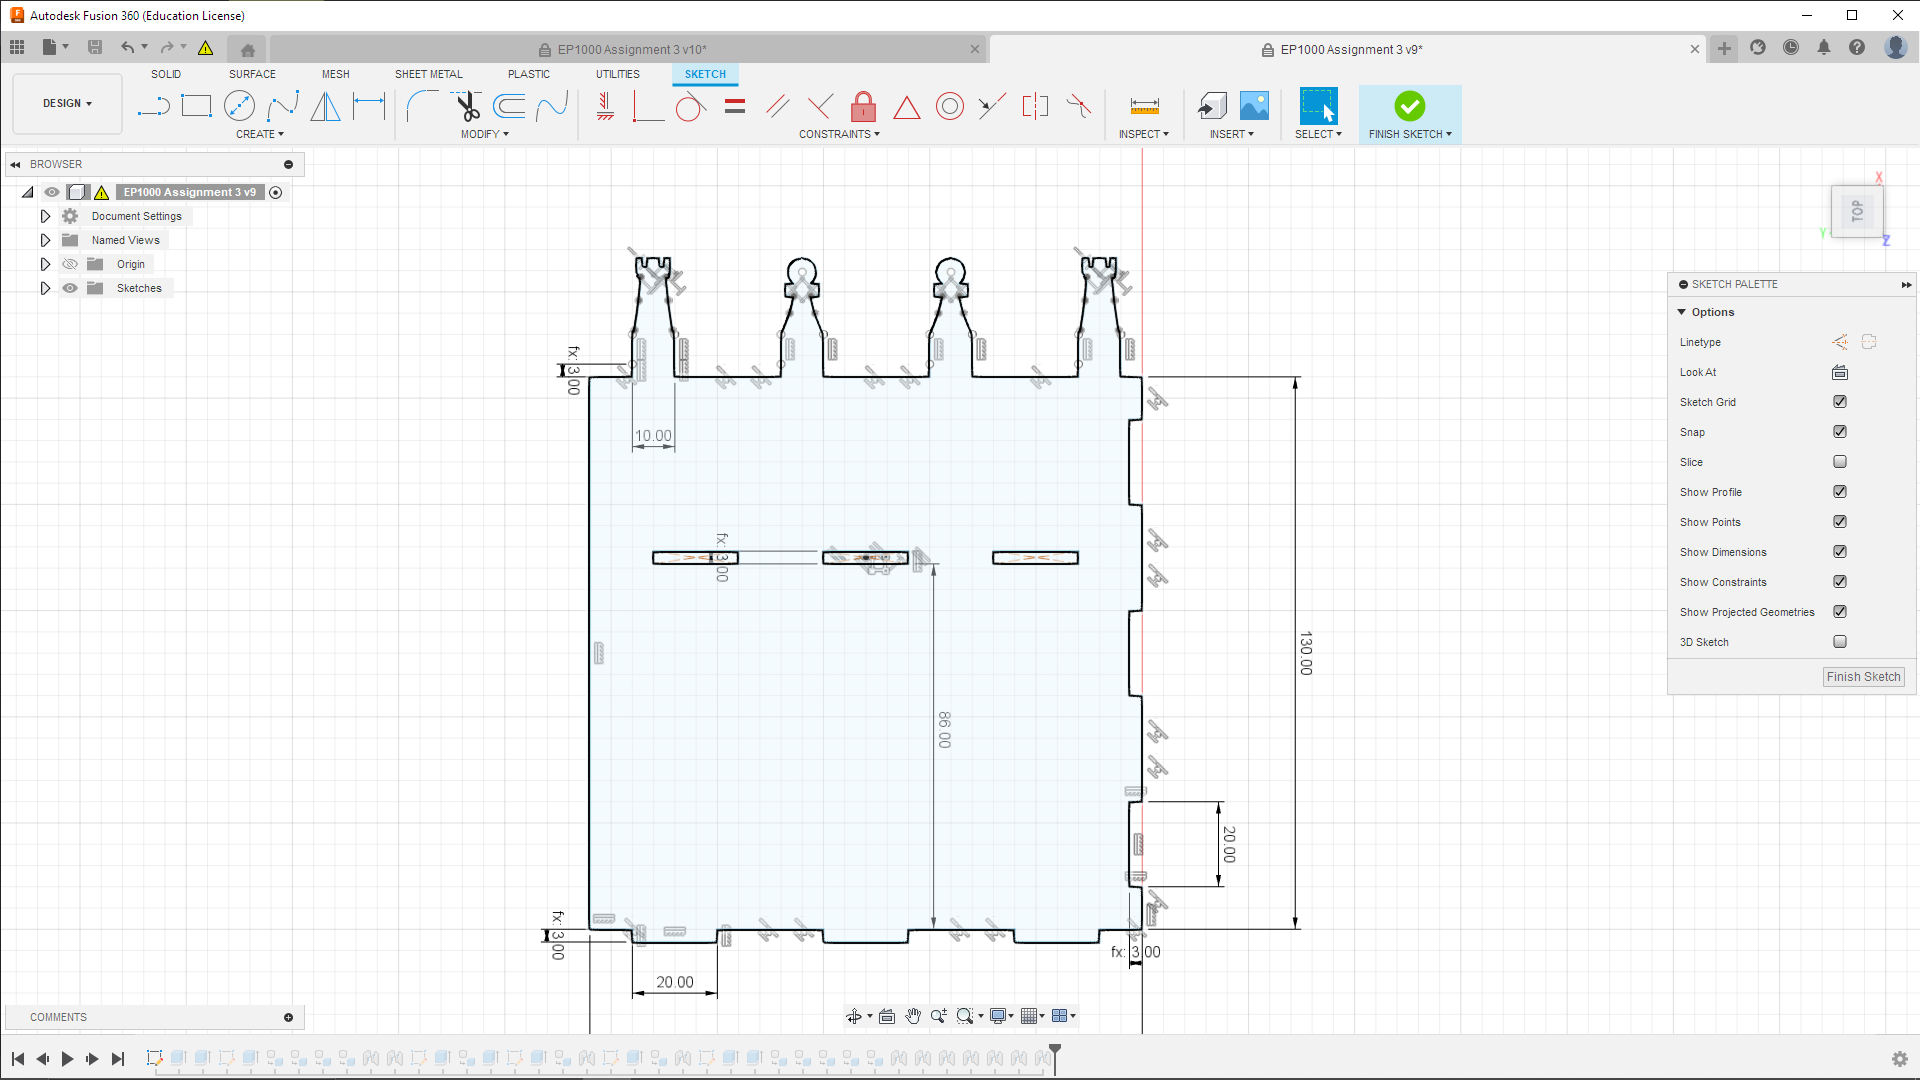 Autodesk Fusion 360 (Education License)
EP1000 Assignment 3 v10*
EP1000 Assignment 3 v9*
DESIGN
SOLID
SURFACE
MESH
SHEET METAL
PLASTIC
UTILITIES
SKETCH
CREATE
MODIFY
CONSTRAINTS
INSPECT
INSERT
SELECT
FINISH SKETCH
BROWSER
EP1000 Assignment 3 v9
Document Settings
Named Views
Origin
Sketches
X
TOP
Y
Z
SKETCH PALETTE
Options
Linetype
Look At
Sketch Grid
Snap
Slice
Show Profile
Show Points
Show Dimensions
Show Constraints
Show Projected Geometries
3D Sketch
Finish Sketch
fx: 3.00
10.00
fx: 3.00
130.00
86.00
20.00
fx: 3.00
fx: 3.00
20.00
COMMENTS